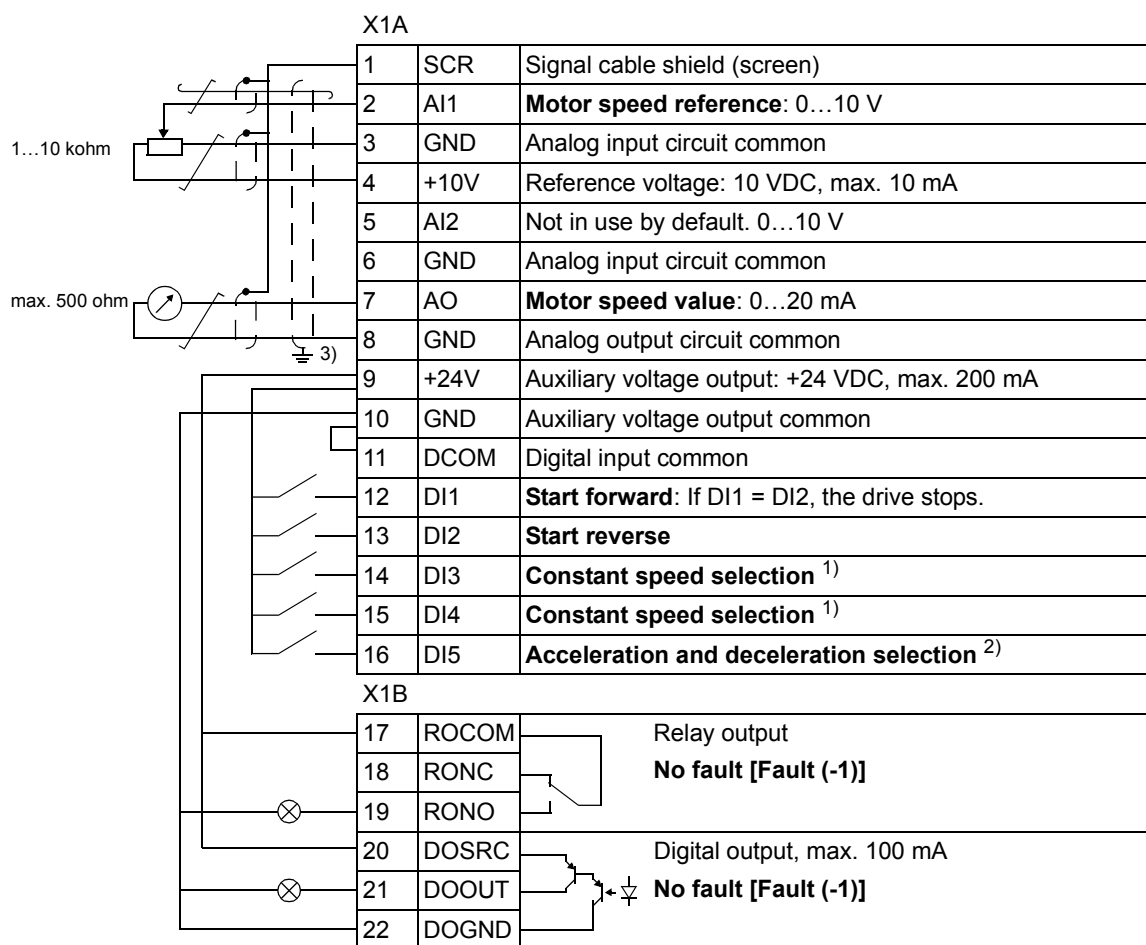 X1A
1 SCR Signal cable shield (screen)
2 AI1 Motor speed reference: 0…10 V
1…10 kohm
3 GND Analog input circuit common
4 +10V Reference voltage: 10 VDC, max. 10 mA
5 AI2 Not in use by default. 0…10 V
6 GND Analog input circuit common
max. 500 ohm
7 AO Motor speed value: 0…20 mA
8 GND Analog output circuit common
3)
9 +24V Auxiliary voltage output: +24 VDC, max. 200 mA
10 GND Auxiliary voltage output common
11 DCOM Digital input common
12 DI1 Start forward: If DI1 = DI2, the drive stops.
13 DI2 Start reverse
14 DI3 Constant speed selection 1)
15 DI4 Constant speed selection 1)
16 DI5 Acceleration and deceleration selection 2)
X1B
17 ROCOM Relay output
18 RONC No fault [Fault (-1)]
19 RONO
20 DOSRC Digital output, max. 100 mA
21 DOOUT No fault [Fault (-1)]
22 DOGND